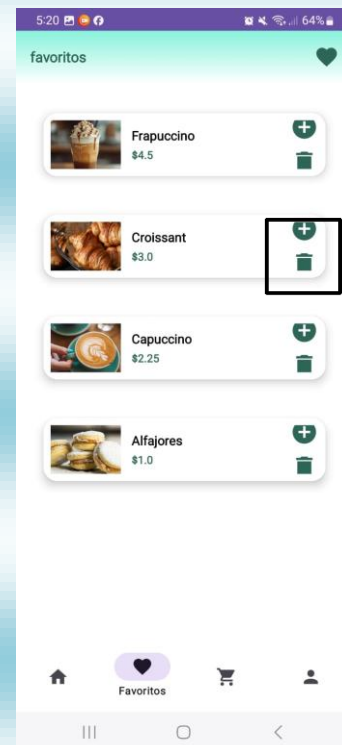 5:20 64%
favoritos
Frapuccino
$4.5
Croissant
$3.0
Capuccino
$2.25
Alfajores
$1.0
Favoritos